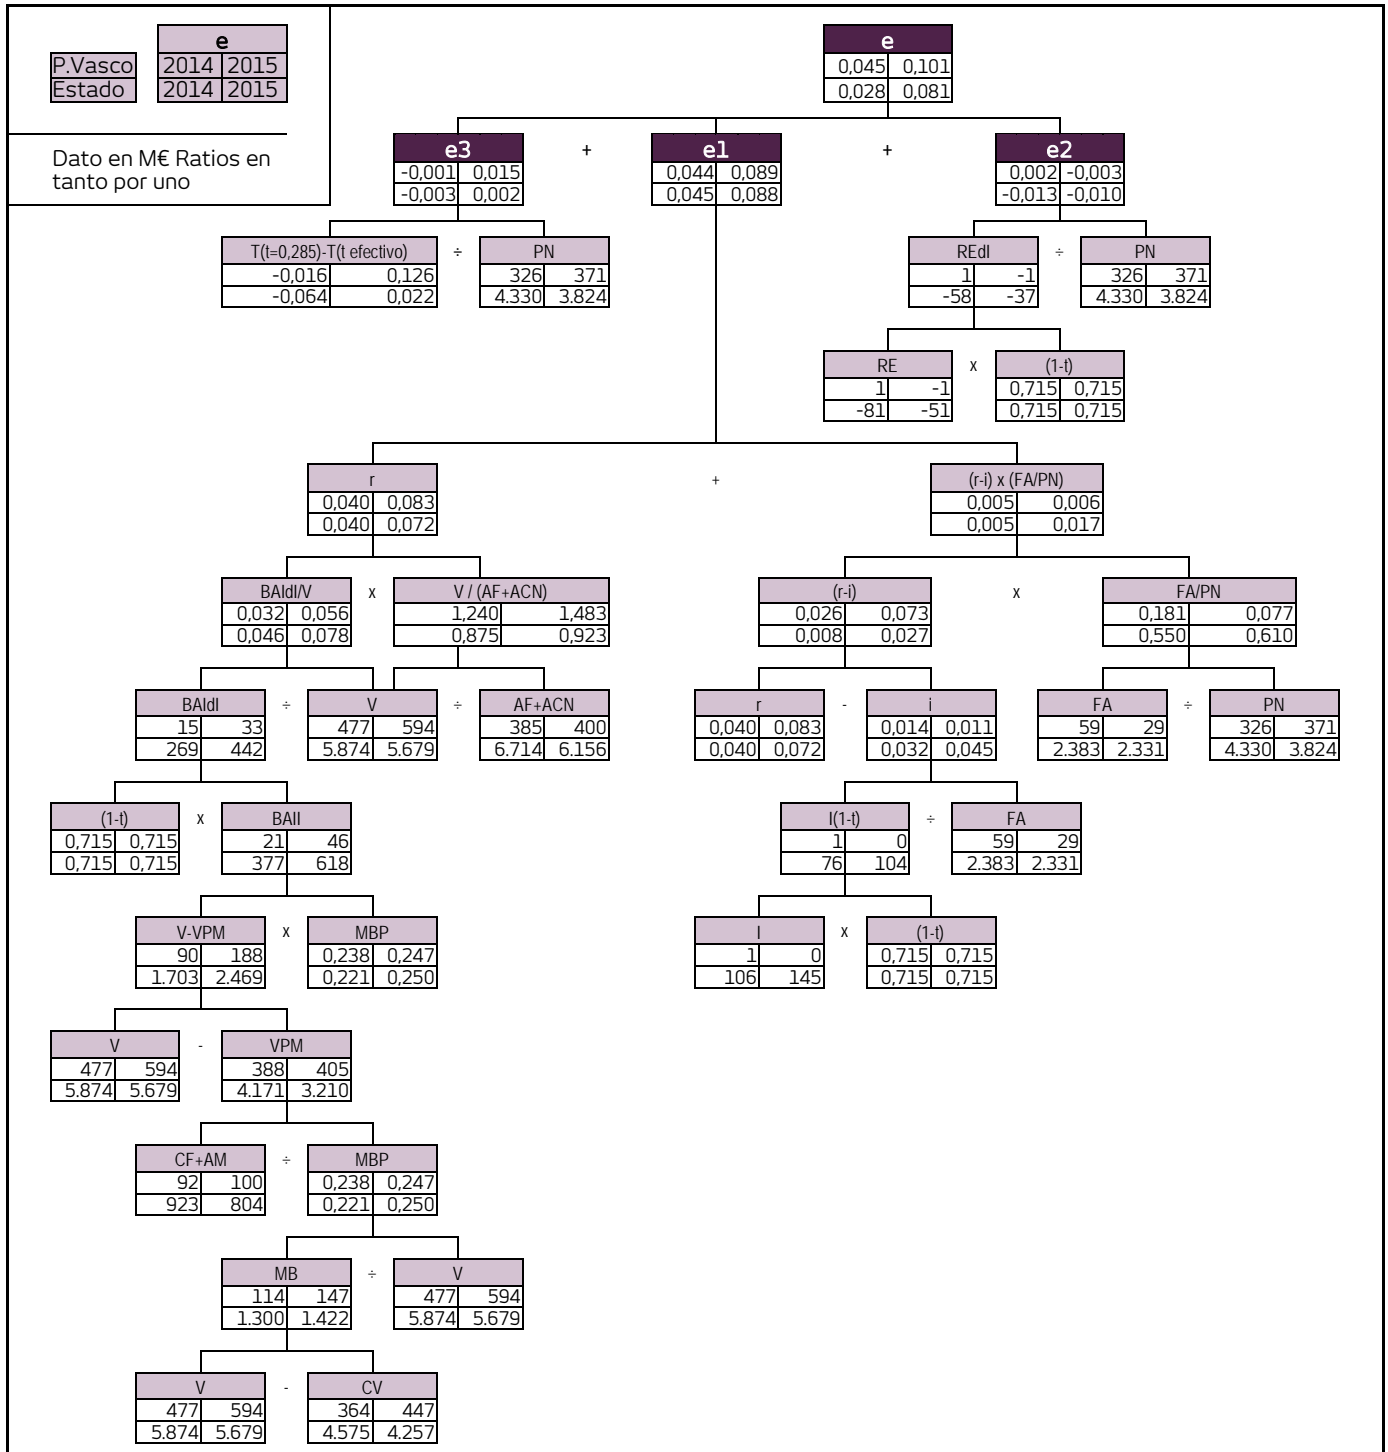 e
P.Vasco 2014 2015
Estado 2014 2015
Dato en M€ Ratios en
tanto por uno
e
0,045 0,101
0,028 0,081
e3 + e1 + e2
-0,001 0,015 0,044 0,089 0,002 -0,003
-0,003 0,002 0,045 0,088 -0,013 -0,010
T(t=0,285)-T(t efectivo) ÷ PN REdI ÷ PN
-0,016 0,126 326 371 1 -1 326 371
-0,064 0,022 4.330 3.824 -58 -37 4.330 3.824
RE x (1-t)
1 -1 0,715 0,715
-81 -51 0,715 0,715
r + (r-i) x (FA/PN)
0,040 0,083 0,005 0,006
0,040 0,072 0,005 0,017
BAIdI/V x V / (AF+ACN) (r-i) x FA/PN
0,032 0,056 1,240 1,483 0,026 0,073 0,181 0,077
0,046 0,078 0,875 0,923 0,008 0,027 0,550 0,610
BAIdI ÷ V ÷ AF+ACN r - i FA ÷ PN
15 33 477 594 385 400 0,040 0,083 0,014 0,011 59 29 326 371
269 442 5.874 5.679 6.714 6.156 0,040 0,072 0,032 0,045 2.383 2.331 4.330 3.824
(1-t) x BAII I(1-t) ÷ FA
0,715 0,715 21 46 1 0 59 29
0,715 0,715 377 618 76 104 2.383 2.331
V-VPM x MBP I x (1-t)
90 188 0,238 0,247 1 0 0,715 0,715
1.703 2.469 0,221 0,250 106 145 0,715 0,715
V - VPM
477 594 388 405
5.874 5.679 4.171 3.210
CF+AM ÷ MBP
92 100 0,238 0,247
923 804 0,221 0,250
MB ÷ V
114 147 477 594
1.300 1.422 5.874 5.679
V - CV
477 594 364 447
5.874 5.679 4.575 4.257